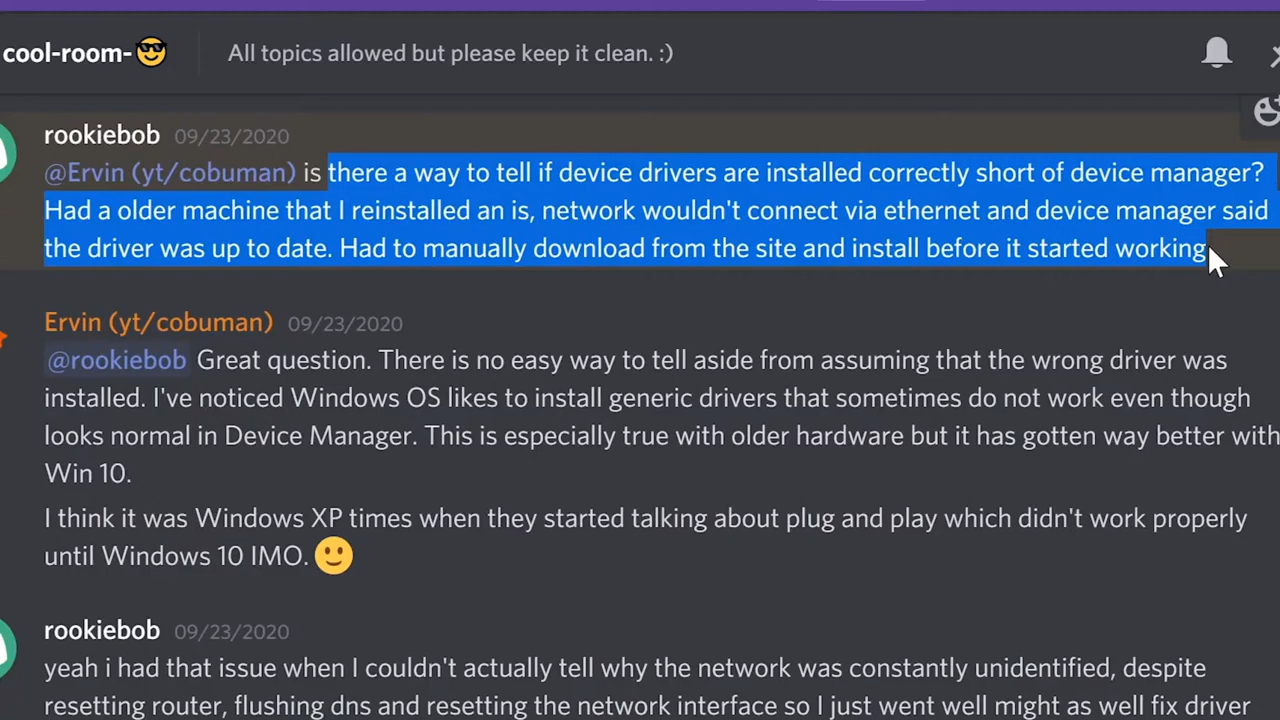 cool-room-😎 All topics allowed but please keep it clean. :)
rookiebob 09/23/2020
@Ervin (yt/cobuman) is there a way to tell if device drivers are installed correctly short of device manager?
Had a older machine that I reinstalled an is, network wouldn't connect via ethernet and device manager said
the driver was up to date. Had to manually download from the site and install before it started working
Ervin (yt/cobuman) 09/23/2020
@rookiebob Great question. There is no easy way to tell aside from assuming that the wrong driver was
installed. I've noticed Windows OS likes to install generic drivers that sometimes do not work even though
looks normal in Device Manager. This is especially true with older hardware but it has gotten way better with
Win 10.
I think it was Windows XP times when they started talking about plug and play which didn't work properly
until Windows 10 IMO. 🙂
rookiebob 09/23/2020
yeah i had that issue when I couldn't actually tell why the network was constantly unidentified, despite
resetting router, flushing dns and resetting the network interface so I just went well might as well fix driver